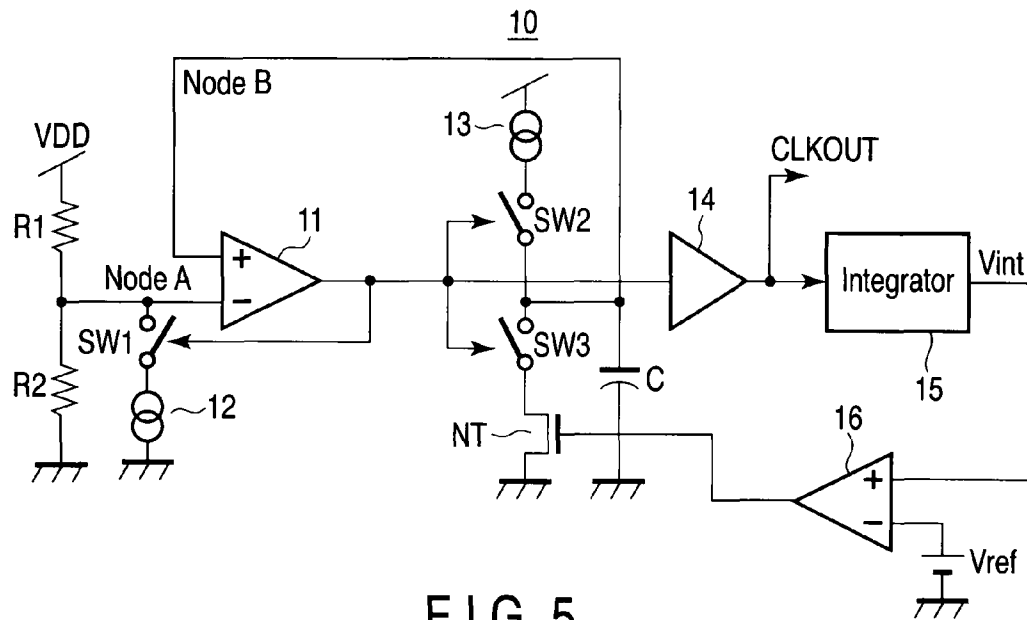 10
Node B
13
VDD
CLKOUT
R1
11
SW2
14
+
Node A
−
Integrator
Vint
SW1
SW3
R2
12
C
15
NT
16
+
−
Vref
FIG. 5